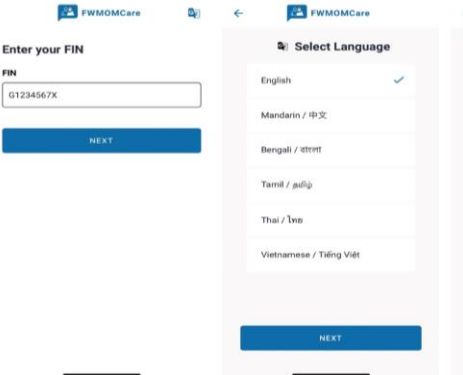 FWMOMCare
Enter your FIN
FIN
G1234567X
NEXT
FWMOMCare
Select Language
English
Mandarin / 中文
Bengali / বাংলা
Tamil / தமிழ்
Thai / ไทย
Vietnamese / Tiếng Việt
NEXT